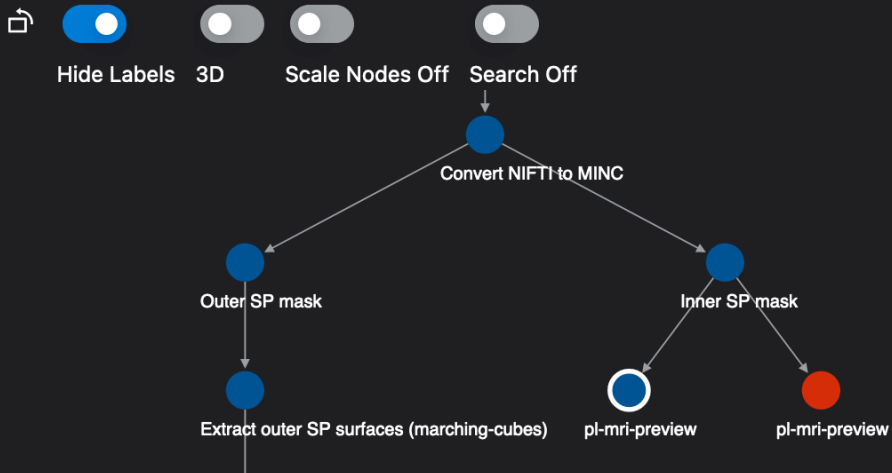 Hide Labels
3D
Scale Nodes Off
Search Off
Convert NIFTI to MINC
Outer SP mask
Inner SP mask
Extract outer SP surfaces (marching-cubes)
pl-mri-preview
pl-mri-preview